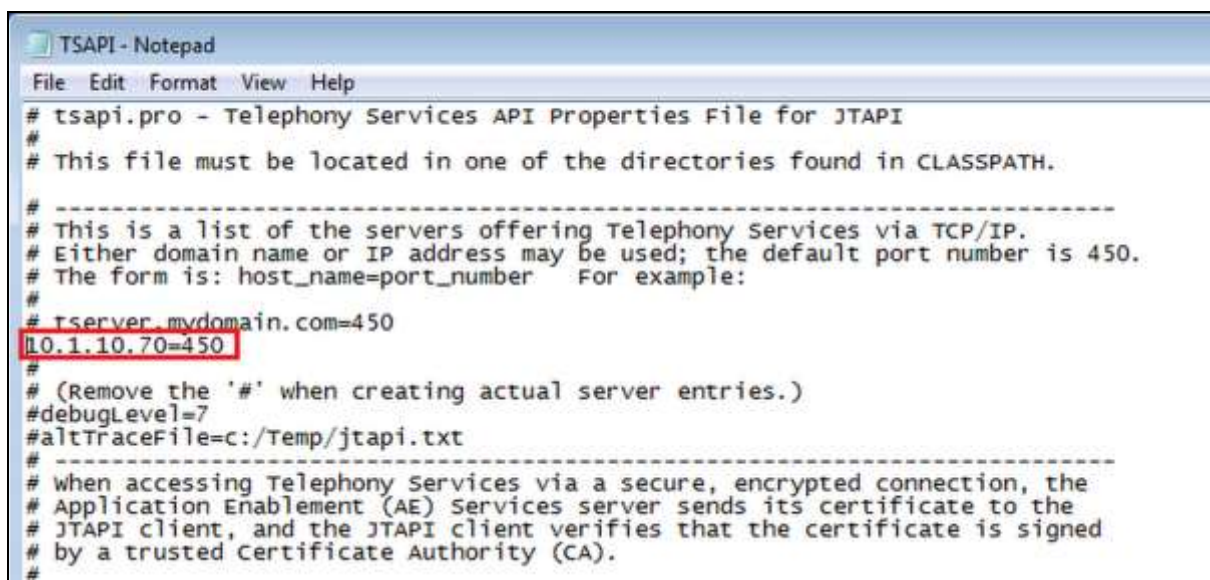 TSAPI - Notepad
File Edit Format View Help
# tsapi.pro - Telephony Services API Properties File for JTAPI
#
# This file must be located in one of the directories found in CLASSPATH.
# ---------------------------------------------------------------------------
# This is a list of the servers offering Telephony Services via TCP/IP.
# Either domain name or IP address may be used; the default port number is 450.
# The form is: host_name=port_number   For example:
#
# tserver.mydomain.com=450
10.1.10.70=450
#
# (Remove the '#' when creating actual server entries.)
#debugLevel=7
#altTraceFile=c:/Temp/jtapi.txt
# ---------------------------------------------------------------------------
# When accessing Telephony Services via a secure, encrypted connection, the
# Application Enablement (AE) Services server sends its certificate to the
# JTAPI client, and the JTAPI client verifies that the certificate is signed
# by a trusted Certificate Authority (CA).
#